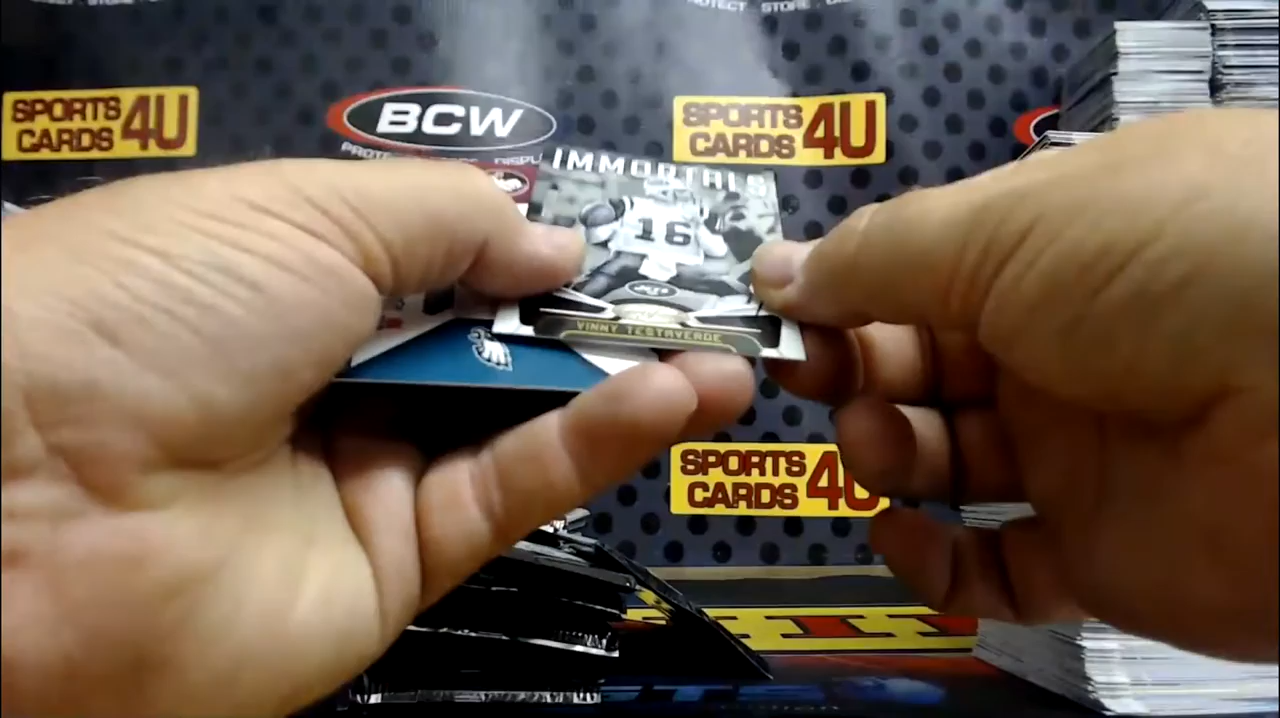 SPORTS
CARDS 4U
BCW
SPORTS
CARDS 4U
IMMORTALS
16
VINNY TESTAVERDE
SPORTS
CARDS 4U